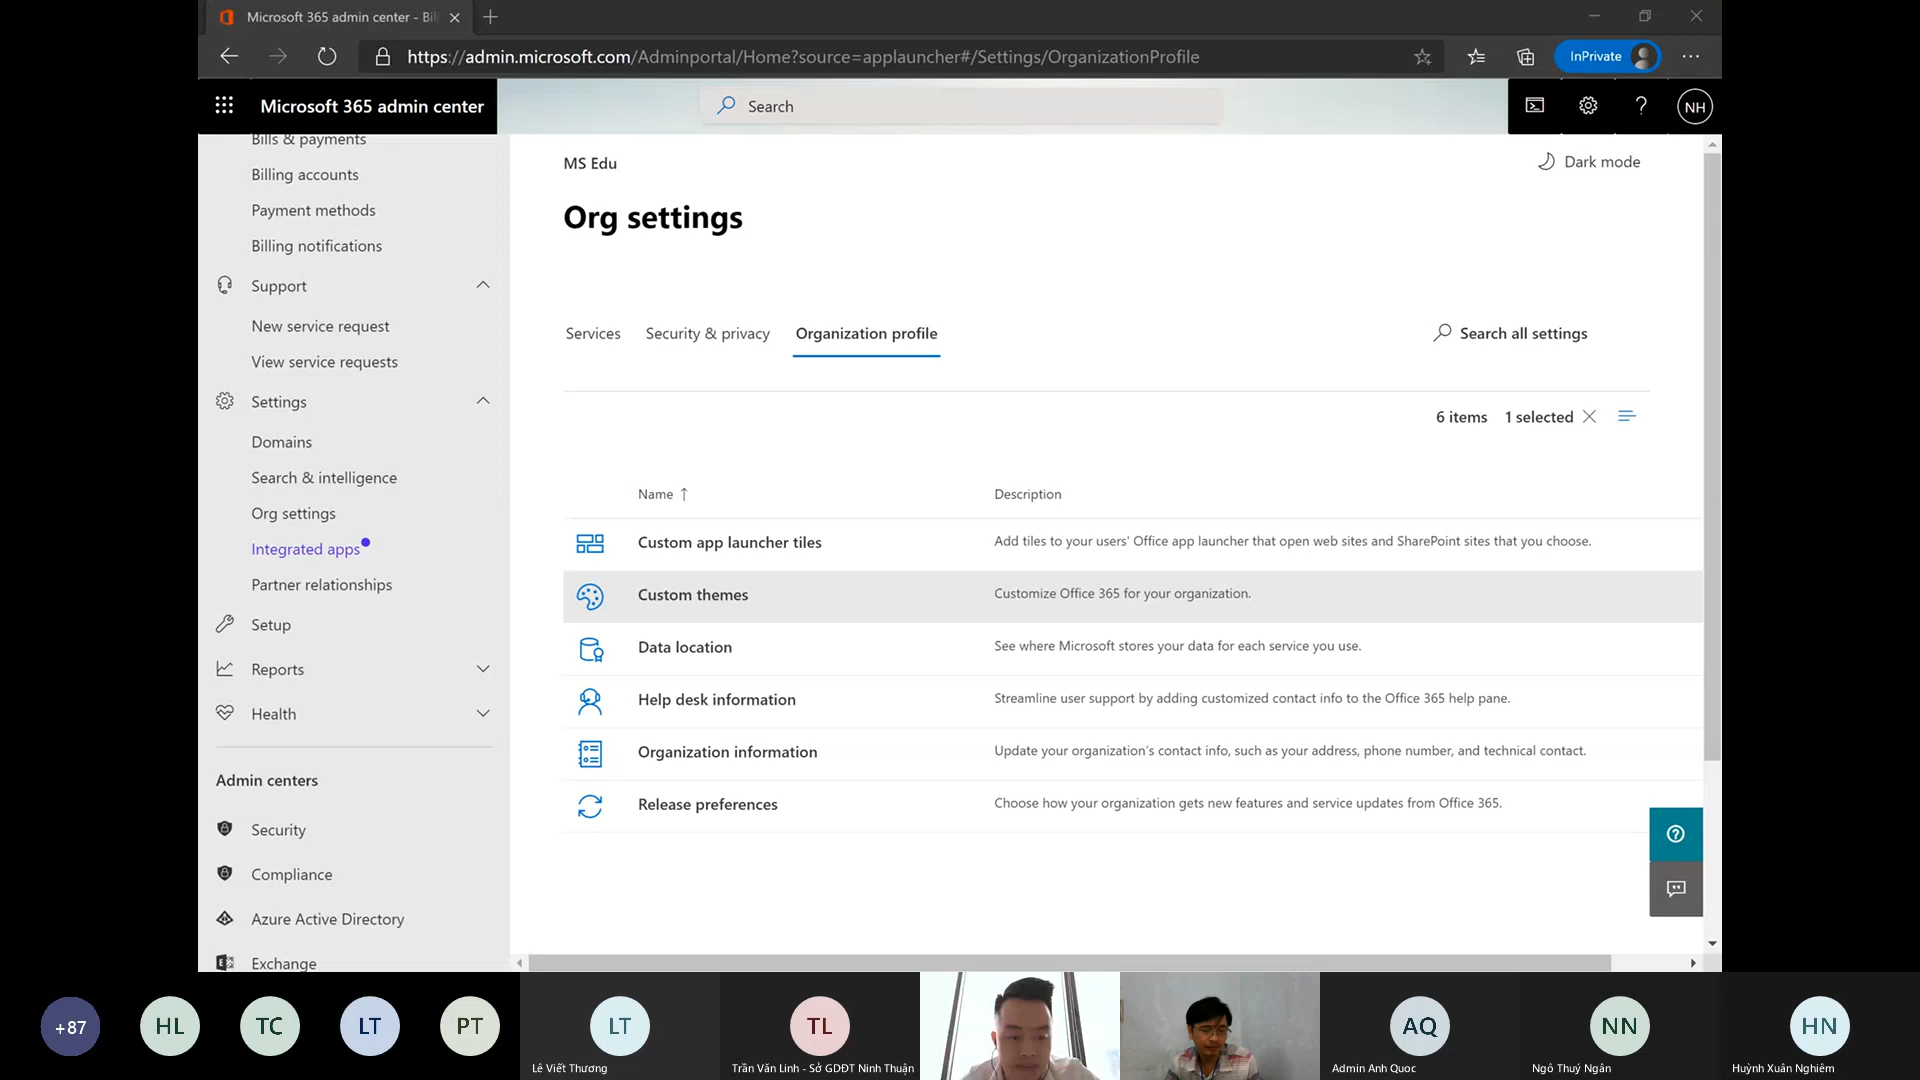 Microsoft 365 admin center - Bil
https://admin.microsoft.com/Adminportal/Home?source=applauncher#/Settings/OrganizationProfile
InPrivate
Microsoft 365 admin center
Search
NH
Bills & payments
Billing accounts
Payment methods
Billing notifications
Support
New service request
View service requests
Settings
Domains
Search & intelligence
Org settings
Integrated apps
Partner relationships
Setup
Reports
Health
Admin centers
Security
Compliance
Azure Active Directory
Exchange
MS Edu
Dark mode
Org settings
Services
Security & privacy
Organization profile
Search all settings
6 items
1 selected
Name ↑
Description
Custom app launcher tiles
Add tiles to your users' Office app launcher that open web sites and SharePoint sites that you choose.
Custom themes
Customize Office 365 for your organization.
Data location
See where Microsoft stores your data for each service you use.
Help desk information
Streamline user support by adding customized contact info to the Office 365 help pane.
Organization information
Update your organization's contact info, such as your address, phone number, and technical contact.
Release preferences
Choose how your organization gets new features and service updates from Office 365.
+87
HL
TC
LT
PT
LT
Lê Viết Thương
TL
Trần Văn Linh - Sở GDĐT Ninh Thuận
AQ
Admin Anh Quoc
NN
Ngô Thuý Ngân
HN
Huỳnh Xuân Nghiêm